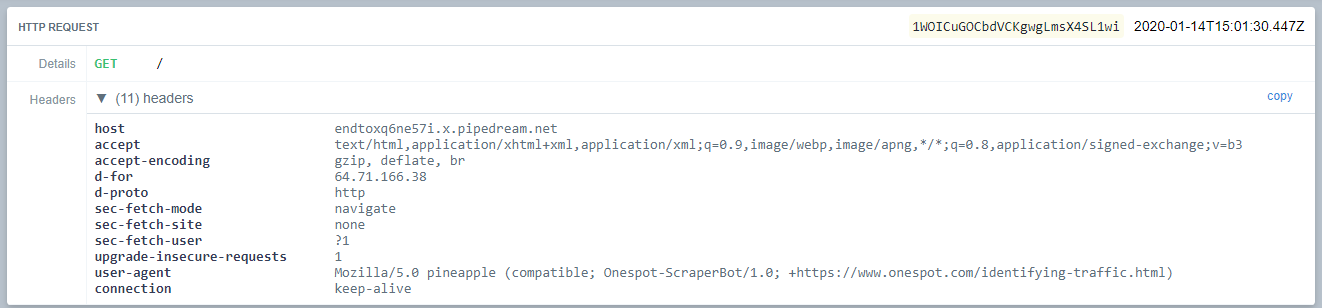 HTTP REQUEST 1WOICuGOCbdVCKgwgLmsX4SL1wi 2020-01-14T15:01:30.447Z
Details GET /
Headers ▼ (11) headers copy
host endtoxq6ne57i.x.pipedream.net
accept text/html,application/xhtml+xml,application/xml;q=0.9,image/webp,image/apng,*/*;q=0.8,application/signed-exchange;v=b3
accept-encoding gzip, deflate, br
d-for 64.71.166.38
d-proto http
sec-fetch-mode navigate
sec-fetch-site none
sec-fetch-user ?1
upgrade-insecure-requests 1
user-agent Mozilla/5.0 pineapple (compatible; Onespot-ScraperBot/1.0; +https://www.onespot.com/identifying-traffic.html)
connection keep-alive